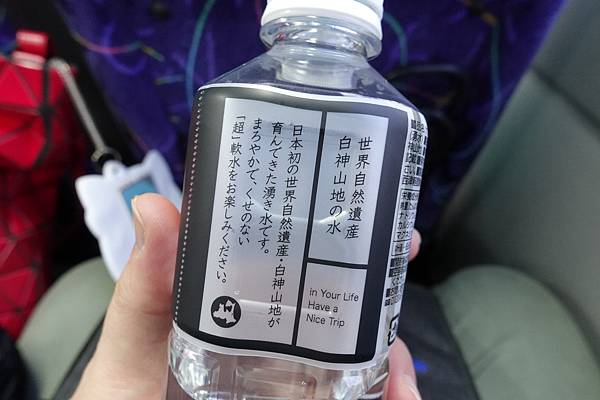 世界自然遺産
白神山地の水
日本初の世界自然遺産・白神山地が
育んできた湧き水です。
まろやかで、くせのない
「超」軟水をお楽しみください。
in Your Life
Have a
Nice Trip